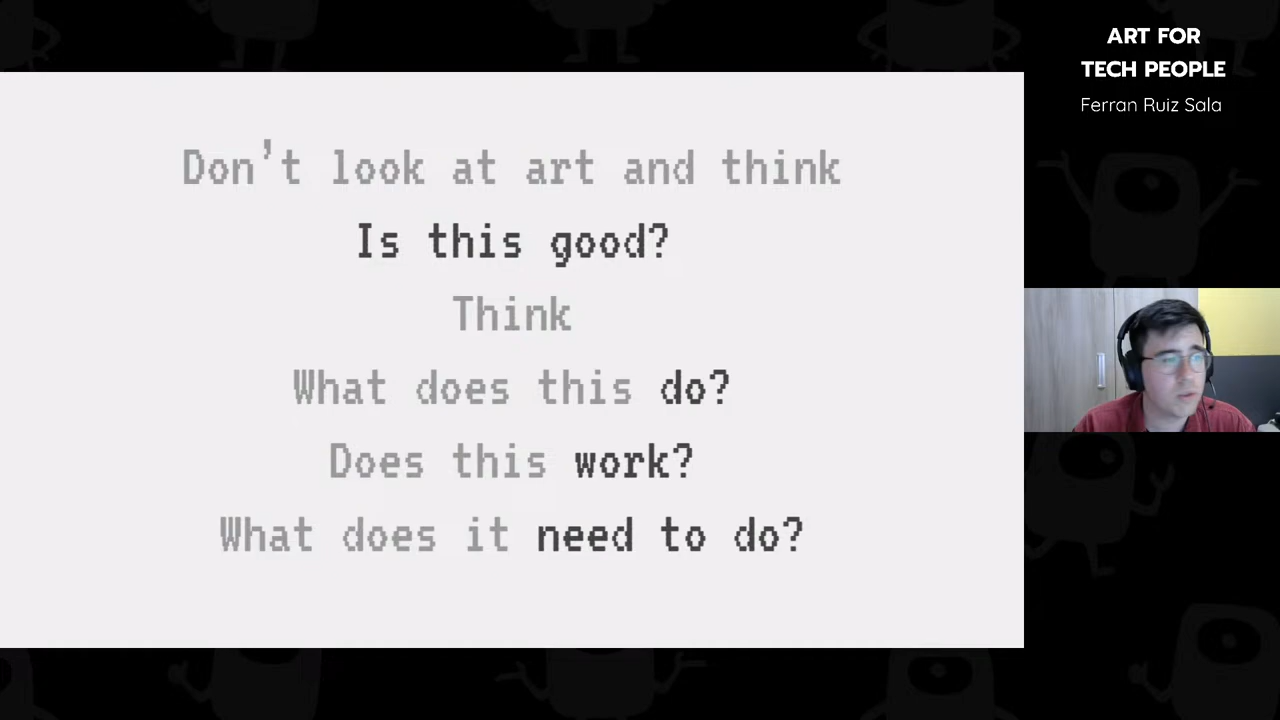 ART FOR
TECH PEOPLE
Ferran Ruiz Sala
Don't look at art and think
Is this good?
Think
What does this do?
Does this work?
What does it need to do?